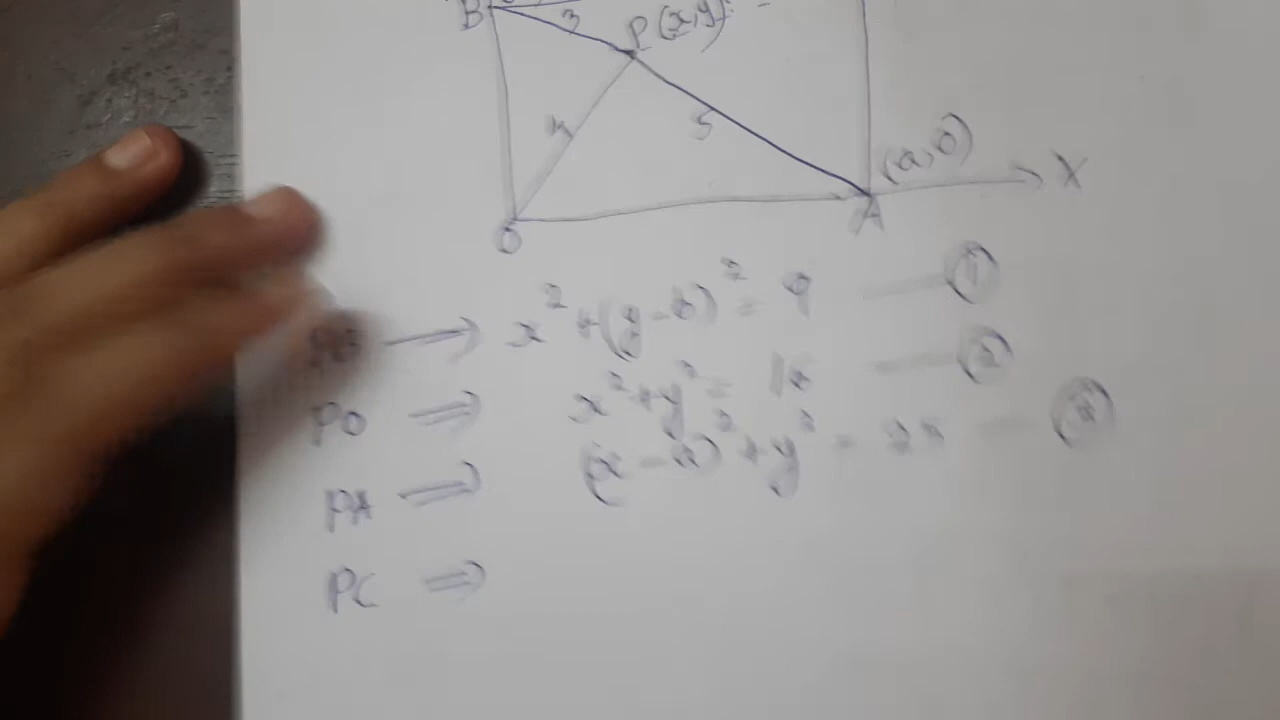 B
3
P(x,y)
4
5
(a,0)
X
O
A
PB ⟹ x² + (y-b)² = 9 — ①
PO ⟹ x² + y² = 16 — ②
PA ⟹ (x-a)² + y² = 25 — ③
PC ⟹